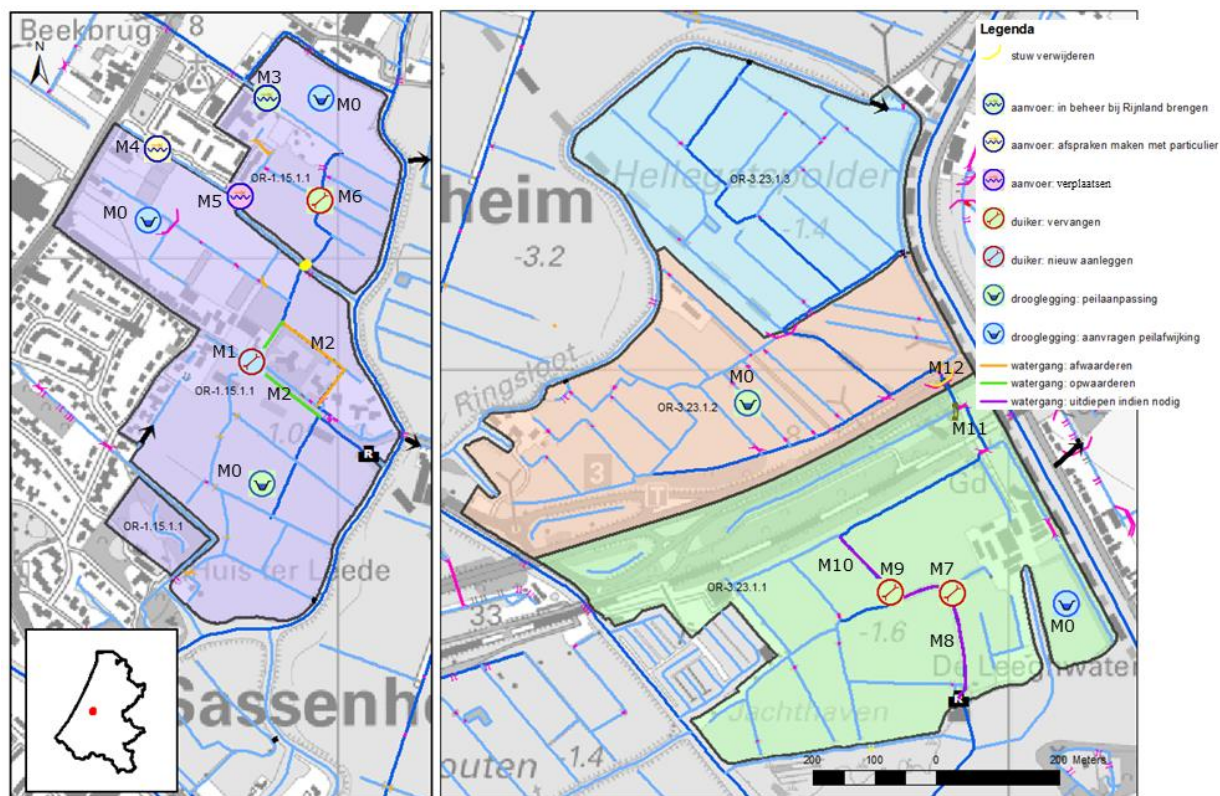 Beekbrug 8
N
M3
M0
M4
OR-1.15.1.1
M5
M6
M0
M1
M2
M2
OR-1.15.1.1
1.0
M0
R
OR-1.15.1.1
Huis ter Leede
Sassenh
heim
-3.2
OR-3.23.1.3
-1.4
Ringsloot
M12
M0
OR-3.23.1.2
M11
3
T
Gd
M10
M9
M7
OR-3.23.1.1
33
-1.6
M0
M8
De Leeghwater
Jachthaven
outen
1.4
200 100 0 200 Meters
Legenda
stuw verwijderen
aanvoer: in beheer bij Rijnland brengen
aanvoer: afspraken maken met particulier
aanvoer: verplaatsen
duiker: vervangen
duiker: nieuw aanleggen
drooglegging: peilaanpassing
drooglegging: aanvragen peilafwijking
watergang: afwaarderen
watergang: opwaarderen
watergang: uitdiepen indien nodig